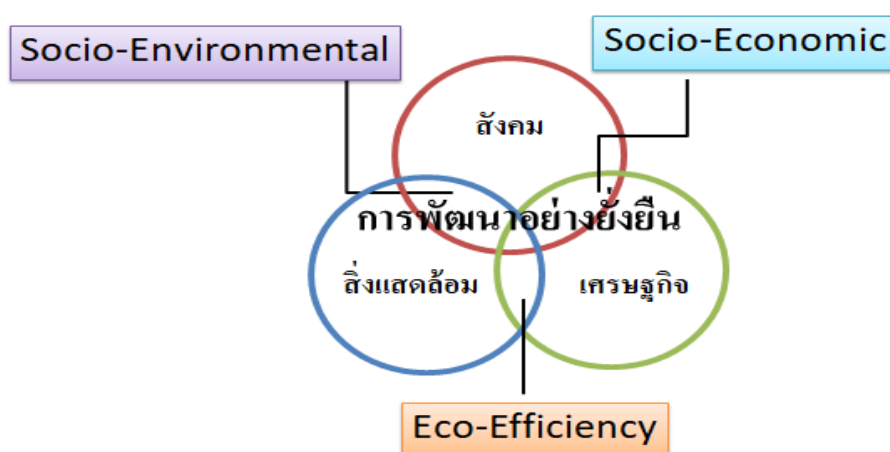 Socio-Environmental
Socio-Economic
สังคม
การพัฒนาอย่างยั่งยืน
สิ่งแสดล้อม
เศรษฐกิจ
Eco-Efficiency